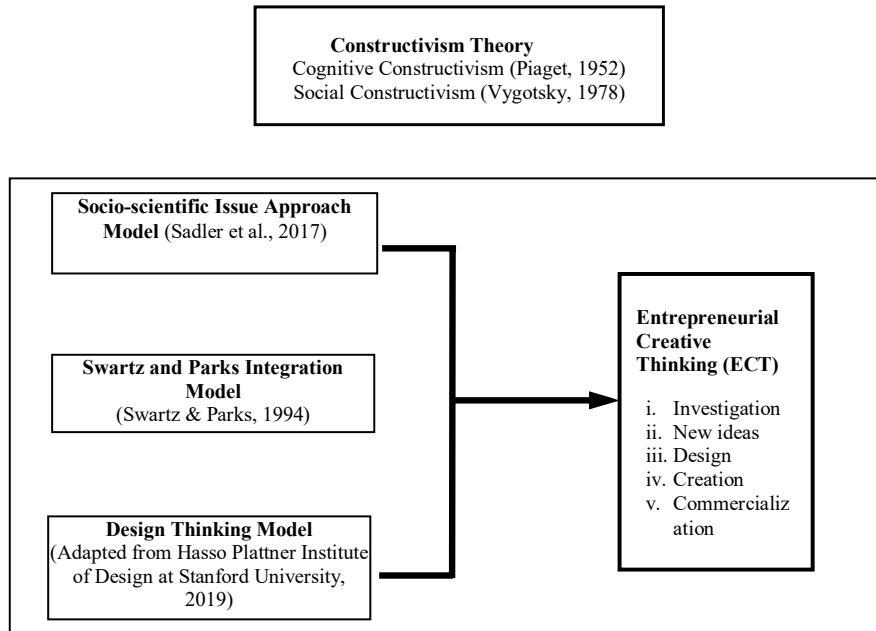 Constructivism Theory
Cognitive Constructivism (Piaget, 1952)
Social Constructivism (Vygotsky, 1978)
Socio-scientific Issue Approach
Model (Sadler et al., 2017)
Swartz and Parks Integration
Model
(Swartz & Parks, 1994)
Design Thinking Model
(Adapted from Hasso Plattner Institute
of Design at Stanford University,
2019)
Entrepreneurial
Creative
Thinking (ECT)
i. Investigation
ii. New ideas
iii. Design
iv. Creation
v. Commercializ
ation